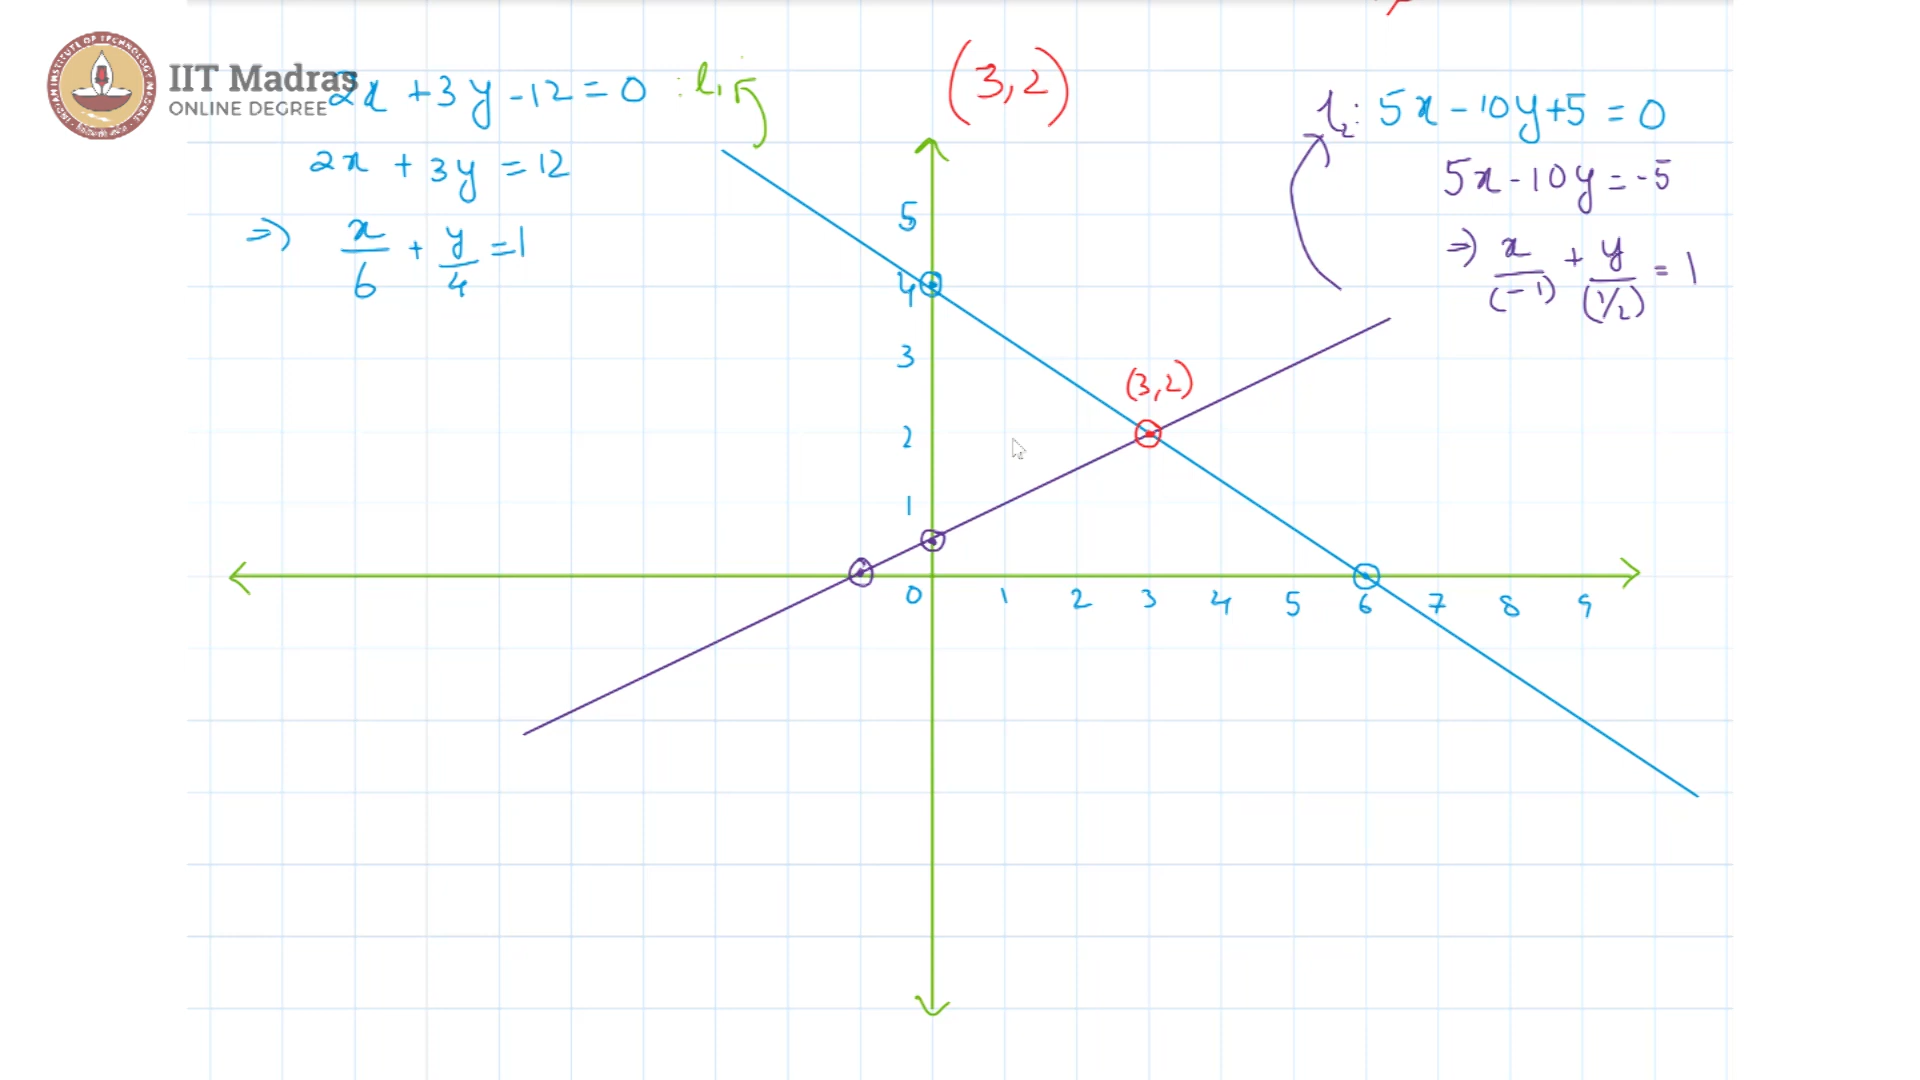 IIT Madras
ONLINE DEGREE
2x + 3y - 12 = 0 : l₁
2x + 3y = 12
⇒ x/6 + y/4 = 1
(3,2)
l₂: 5x - 10y + 5 = 0
5x - 10y = -5
⇒ x/(-1) + y/(1/2) = 1
5
4
3
(3,2)
2
1
0 1 2 3 4 5 6 7 8 9